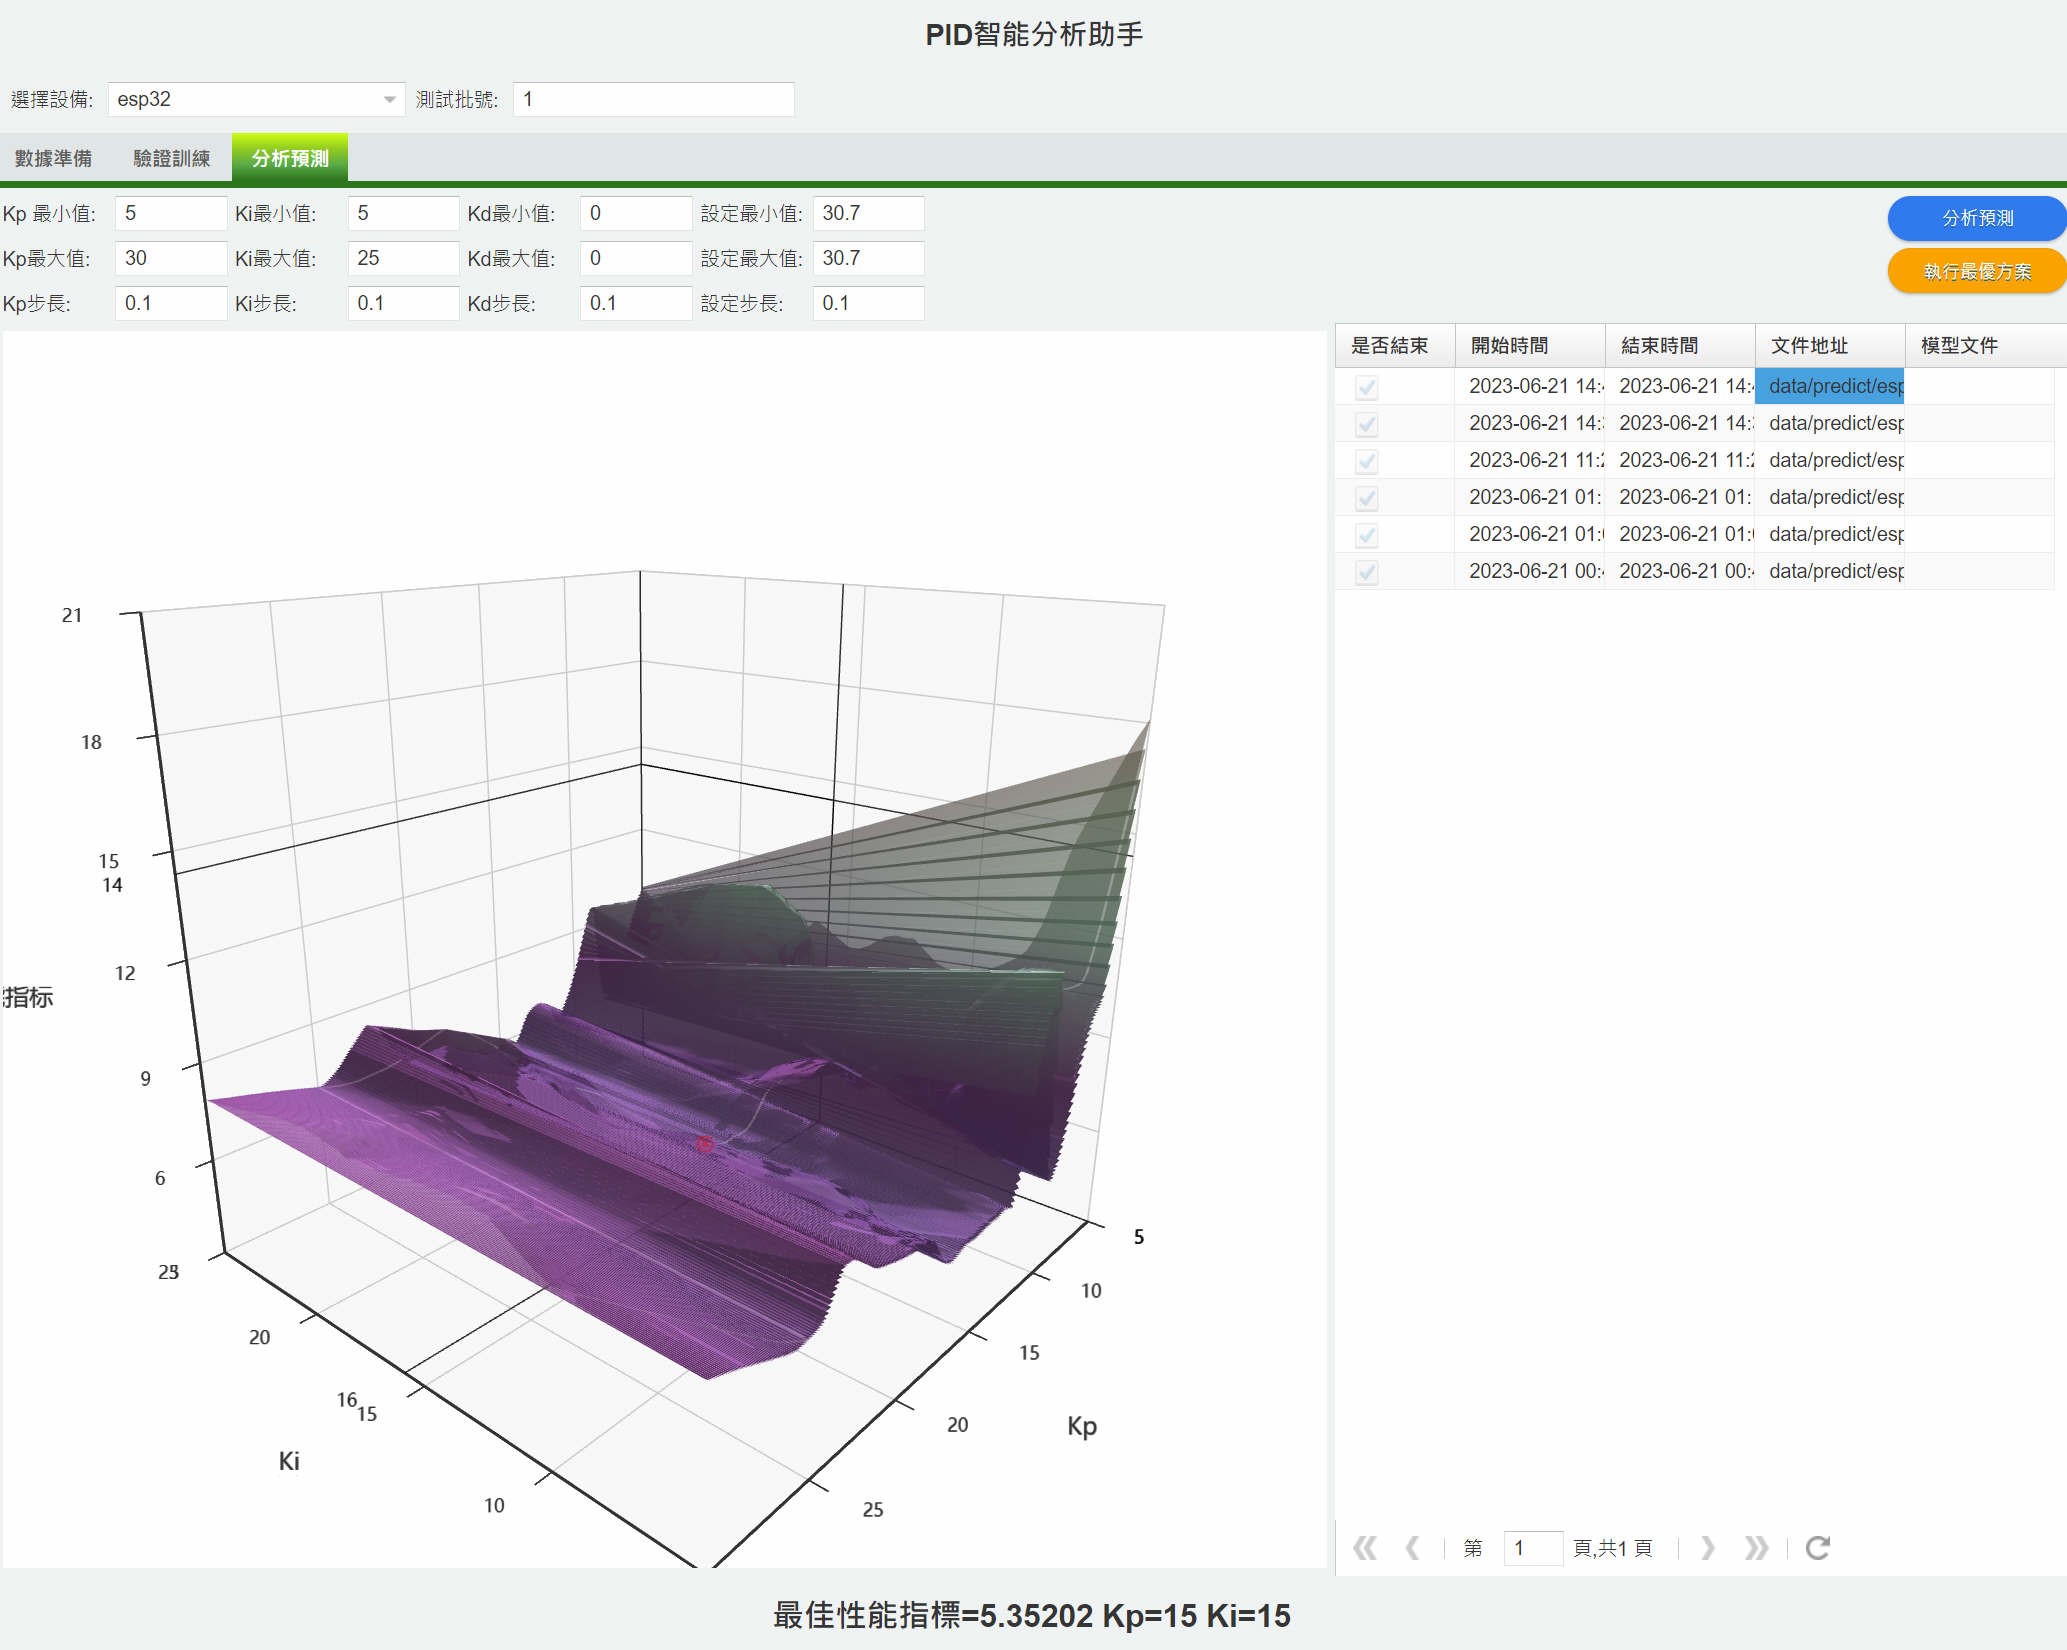 PID智能分析助手
選擇設備: esp32 測試批號: 1
數據準備 驗證訓練 分析預測
Kp 最小值: 5 Ki最小值: 5 Kd最小值: 0 設定最小值: 30.7 分析預測
Kp最大值: 30 Ki最大值: 25 Kd最大值: 0 設定最大值: 30.7 執行最優方案
Kp步長: 0.1 Ki步長: 0.1 Kd步長: 0.1 設定步長: 0.1
是否結束 開始時間 結束時間 文件地址 模型文件
2023-06-21 14: 2023-06-21 14: data/predict/esp
2023-06-21 14: 2023-06-21 14: data/predict/esp
2023-06-21 11:2 2023-06-21 11:2 data/predict/esp
2023-06-21 01: 2023-06-21 01: data/predict/esp
2023-06-21 01: 2023-06-21 01: data/predict/esp
2023-06-21 00: 2023-06-21 00: data/predict/esp
21
18
15
14
12
指标
9
6
20
16
15
Ki
10
5
10
15
20
Kp
25
第 1 頁,共1 頁
最佳性能指標=5.35202 Kp=15 Ki=15